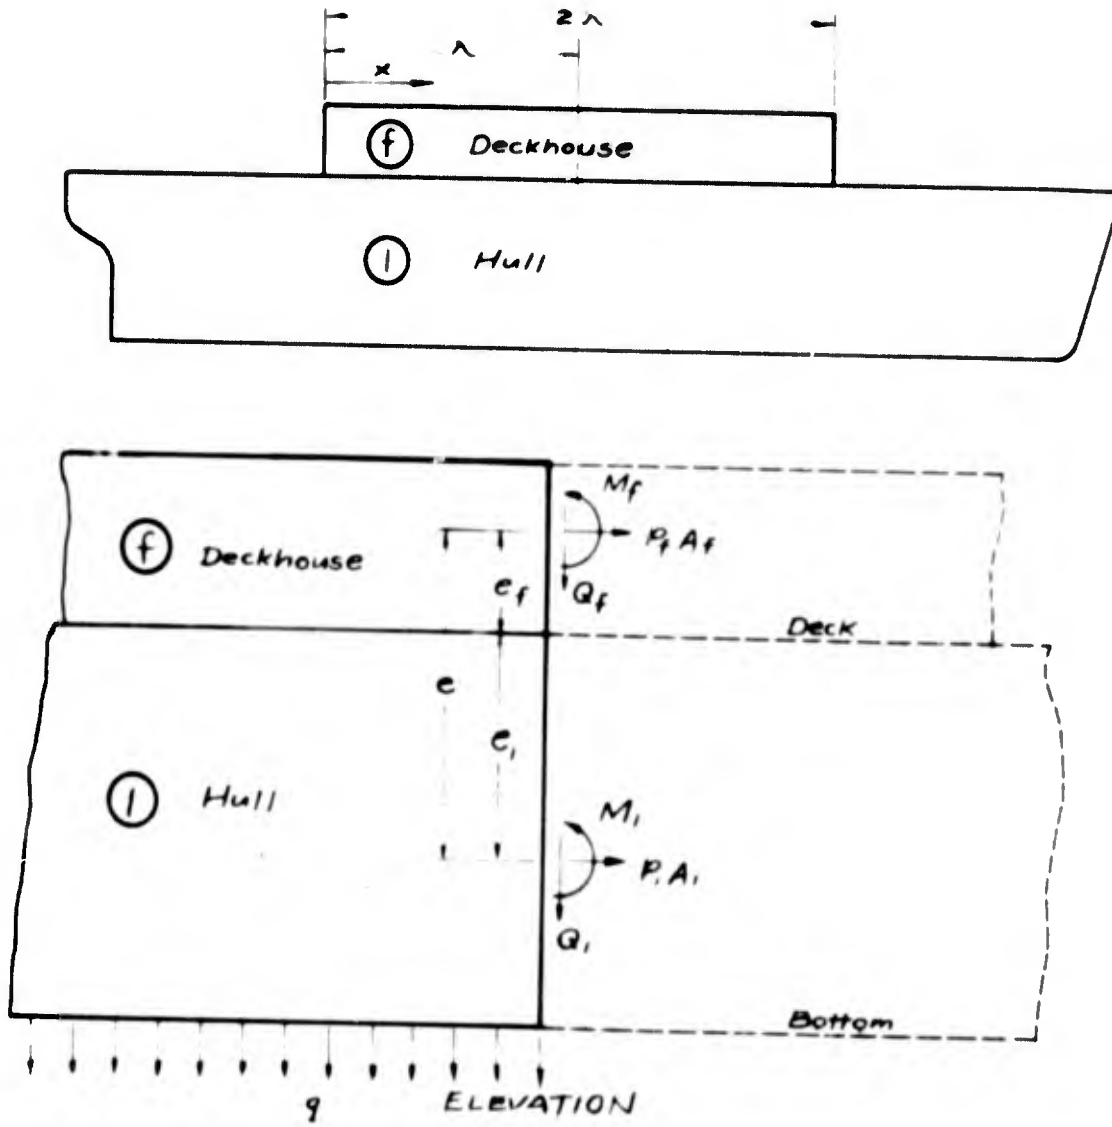 2λ
λ
x
f Deckhouse
1 Hull
Mf
Pf Af
f Deckhouse
ef
Qf
Deck
e
e1
1 Hull
M1
P1 A1
Q1
Bottom
q ELEVATION